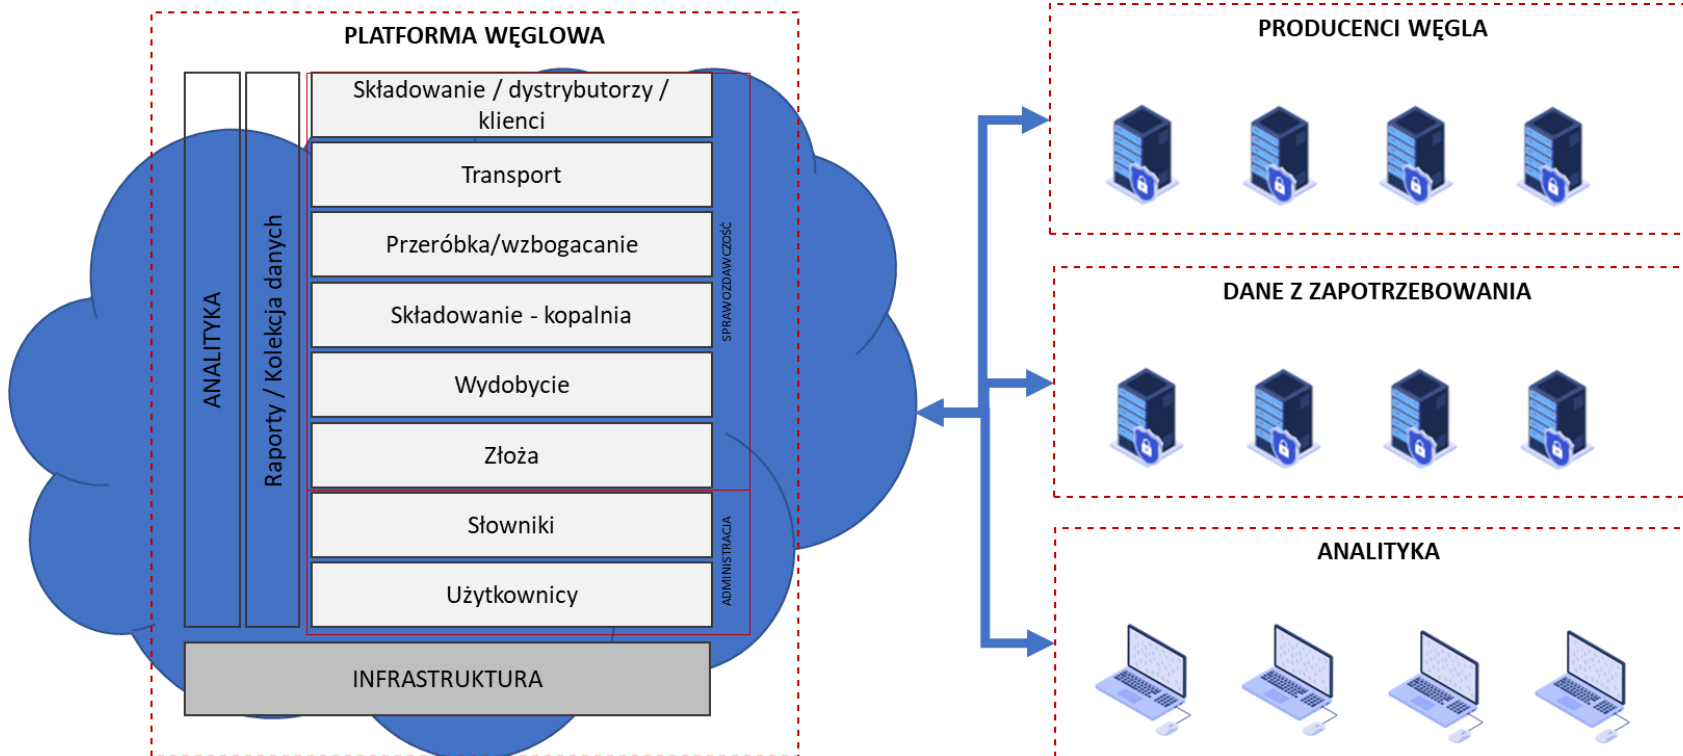 PLATFORMA WĘGLOWA
ANALITYKA
Raporty / Kolekcja danych
Składowanie / dystrybutorzy /
klienci
Transport
Przeróbka/wzbogacanie
Składowanie - kopalnia
Wydobycie
Złoża
SPRAWOZDAWCZOŚĆ
Słowniki
Użytkownicy
ADMINISTRACJA
INFRASTRUKTURA
PRODUCENCI WĘGLA
DANE Z ZAPOTRZEBOWANIA
ANALITYKA